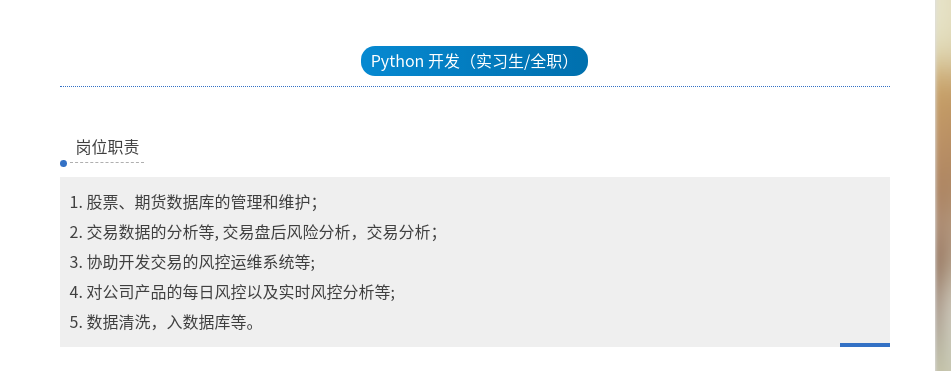 Python 开发（实习生/全职）
岗位职责
1. 股票、期货数据库的管理和维护；
2. 交易数据的分析等, 交易盘后风险分析，交易分析；
3. 协助开发交易的风控运维系统等;
4. 对公司产品的每日风控以及实时风控分析等;
5. 数据清洗，入数据库等。